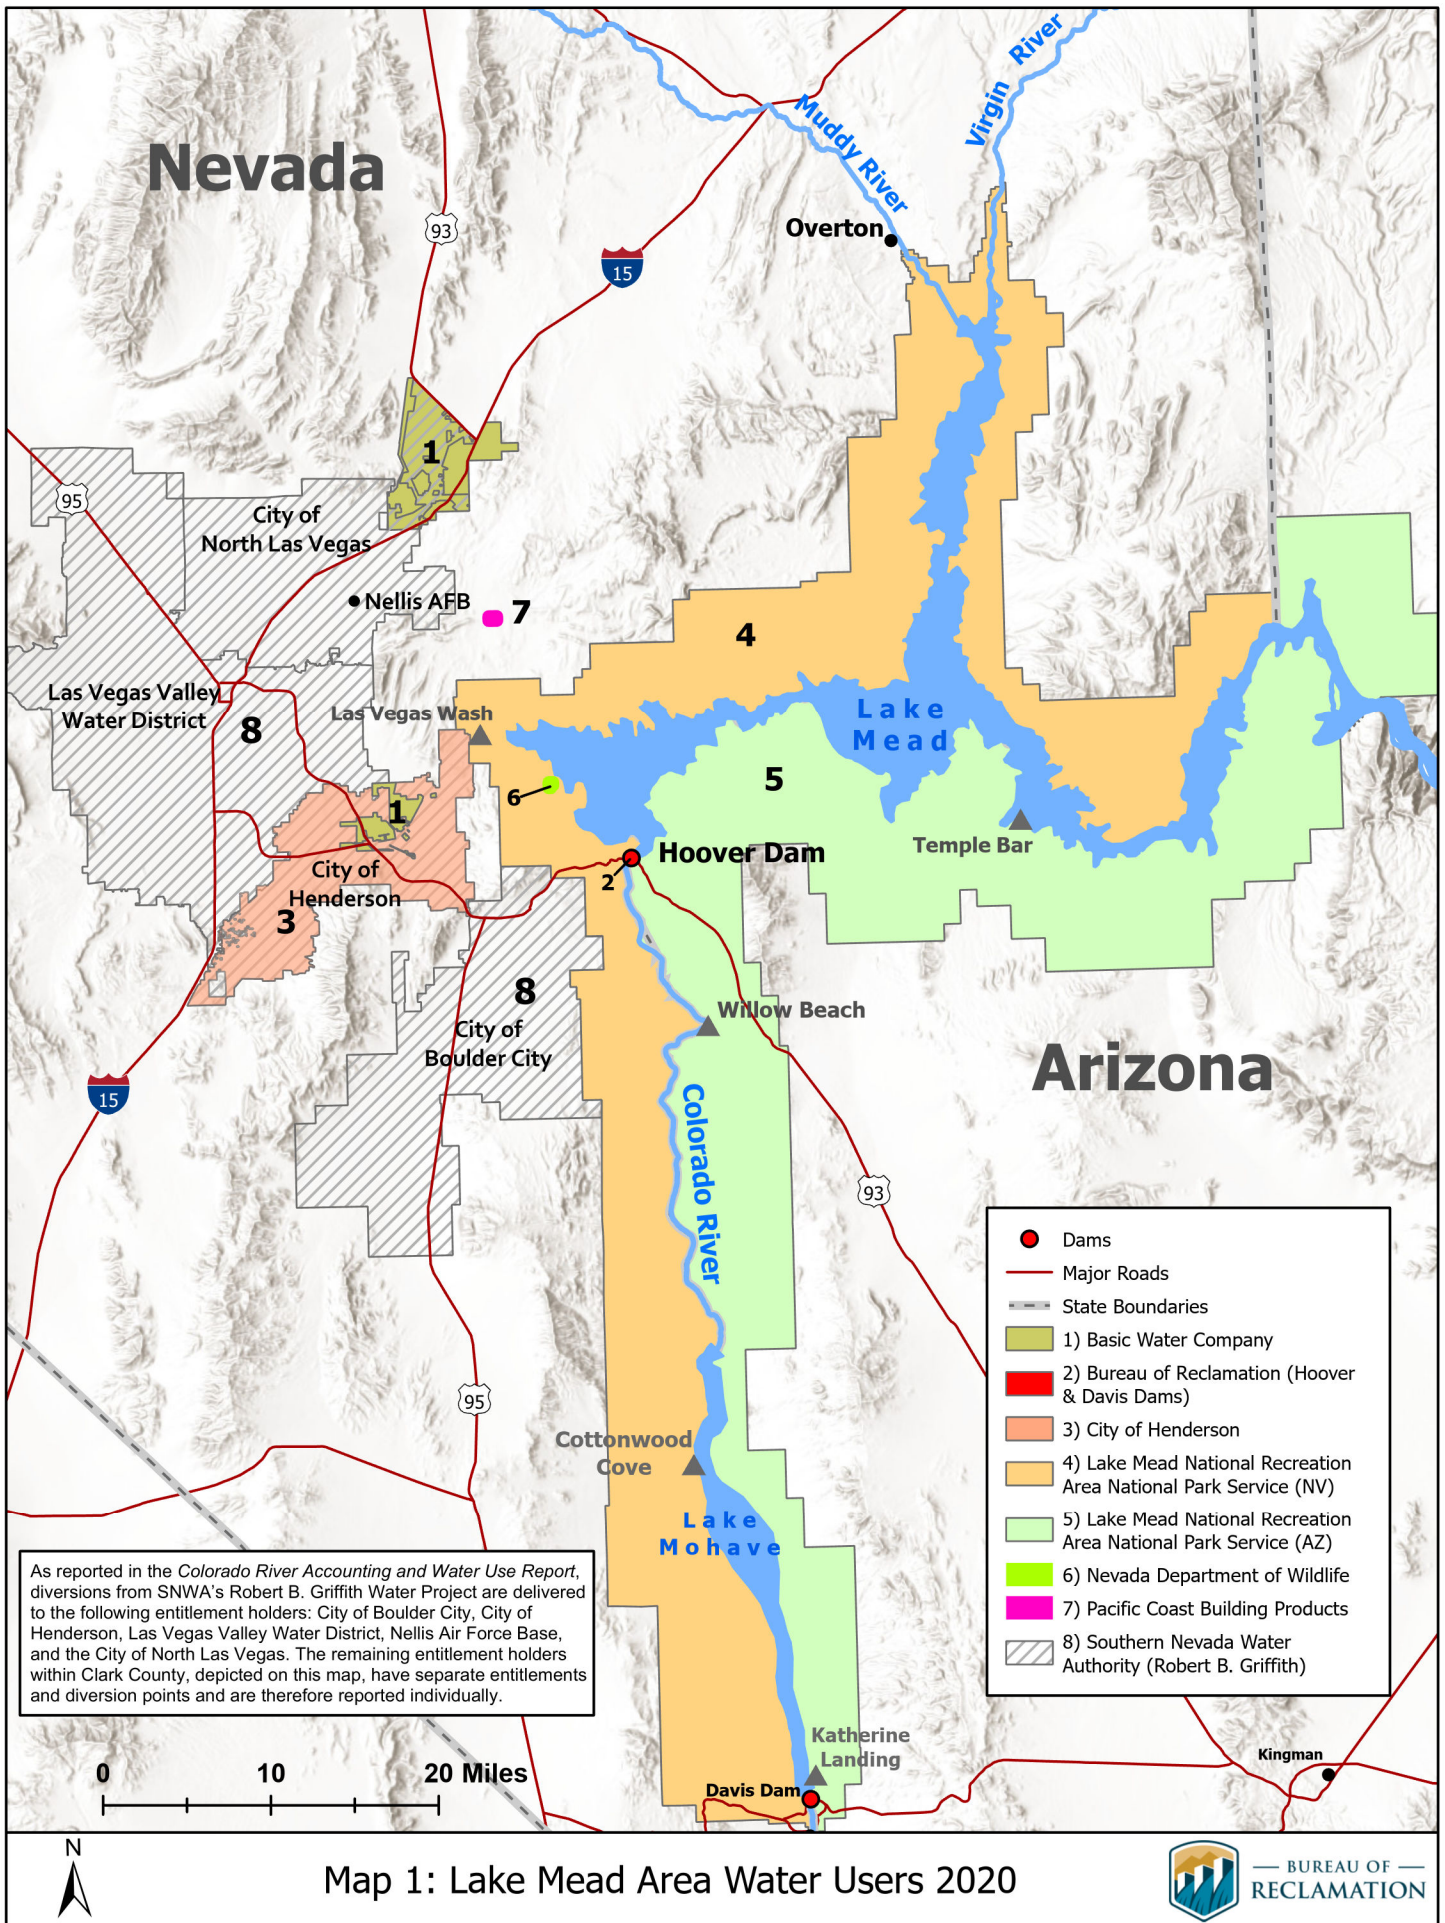 Nevada
Muddy River
Virgin River
93
15
Overton
1
95
City of
North Las Vegas
Nellis AFB
7
4
Las Vegas Valley
Water District
8
Las Vegas Wash
Lake
Mead
5
6
1
Temple Bar
Hoover Dam
2
City of
Henderson
3
8
City of
Boulder City
Willow Beach
Arizona
15
Colorado River
93
95
Cottonwood
Cove
Lake
Mohave
Dams
Major Roads
State Boundaries
1) Basic Water Company
2) Bureau of Reclamation (Hoover
& Davis Dams)
3) City of Henderson
4) Lake Mead National Recreation
Area National Park Service (NV)
5) Lake Mead National Recreation
Area National Park Service (AZ)
6) Nevada Department of Wildlife
7) Pacific Coast Building Products
8) Southern Nevada Water
Authority (Robert B. Griffith)
As reported in the Colorado River Accounting and Water Use Report,
diversions from SNWA's Robert B. Griffith Water Project are delivered
to the following entitlement holders: City of Boulder City, City of
Henderson, Las Vegas Valley Water District, Nellis Air Force Base,
and the City of North Las Vegas. The remaining entitlement holders
within Clark County, depicted on this map, have separate entitlements
and diversion points and are therefore reported individually.
Katherine
Landing
Kingman
Davis Dam
0 10 20 Miles
N
Map 1: Lake Mead Area Water Users 2020
BUREAU OF
RECLAMATION